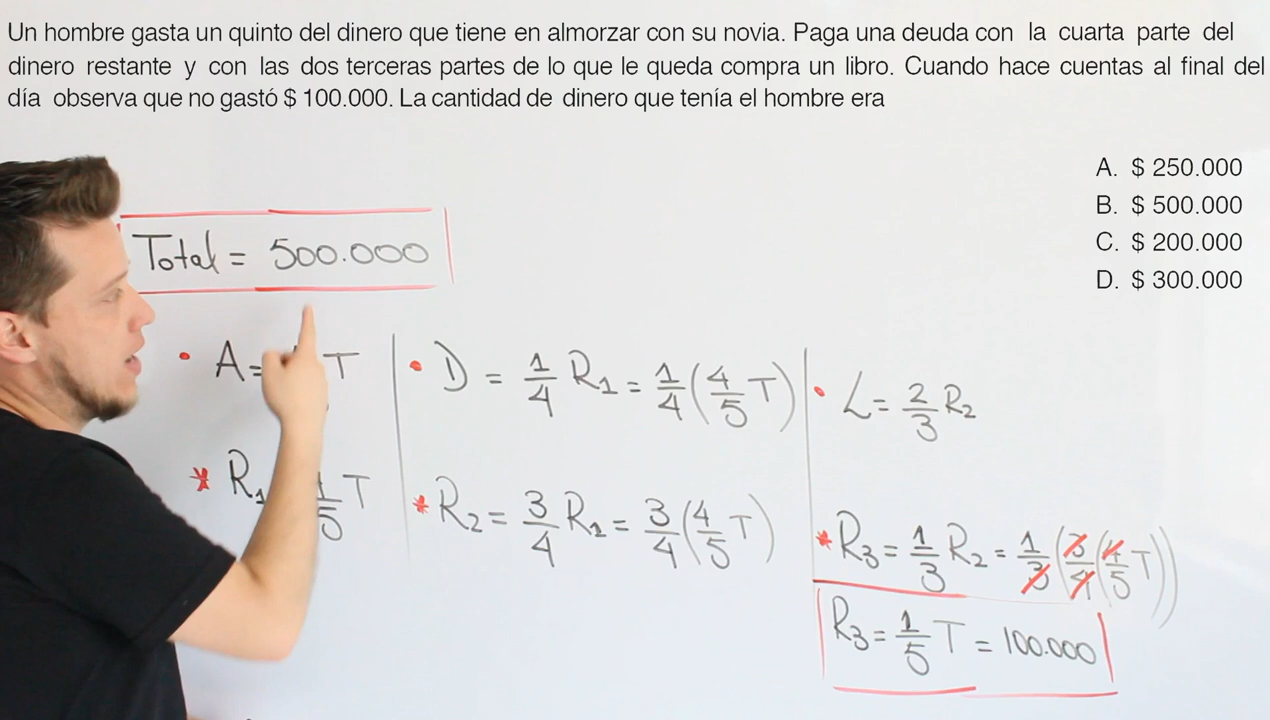 Un hombre gasta un quinto del dinero que tiene en almorzar con su novia. Paga una deuda con la cuarta parte del
dinero restante y con las dos terceras partes de lo que le queda compra un libro. Cuando hace cuentas al final del
día observa que no gastó $ 100.000. La cantidad de dinero que tenía el hombre era
A. $ 250.000
B. $ 500.000
C. $ 200.000
D. $ 300.000
Total = 500.000
• A= T
• D = 1/4 R1 = 1/4 (4/5 T)
• L = 2/3 R2
* R1 /5 T
* R2 = 3/4 R1 = 3/4 (4/5 T)
* R3 = 1/3 R2 = 1/3 (3/4 (4/5 T))
R3 = 1/5 T = 100.000